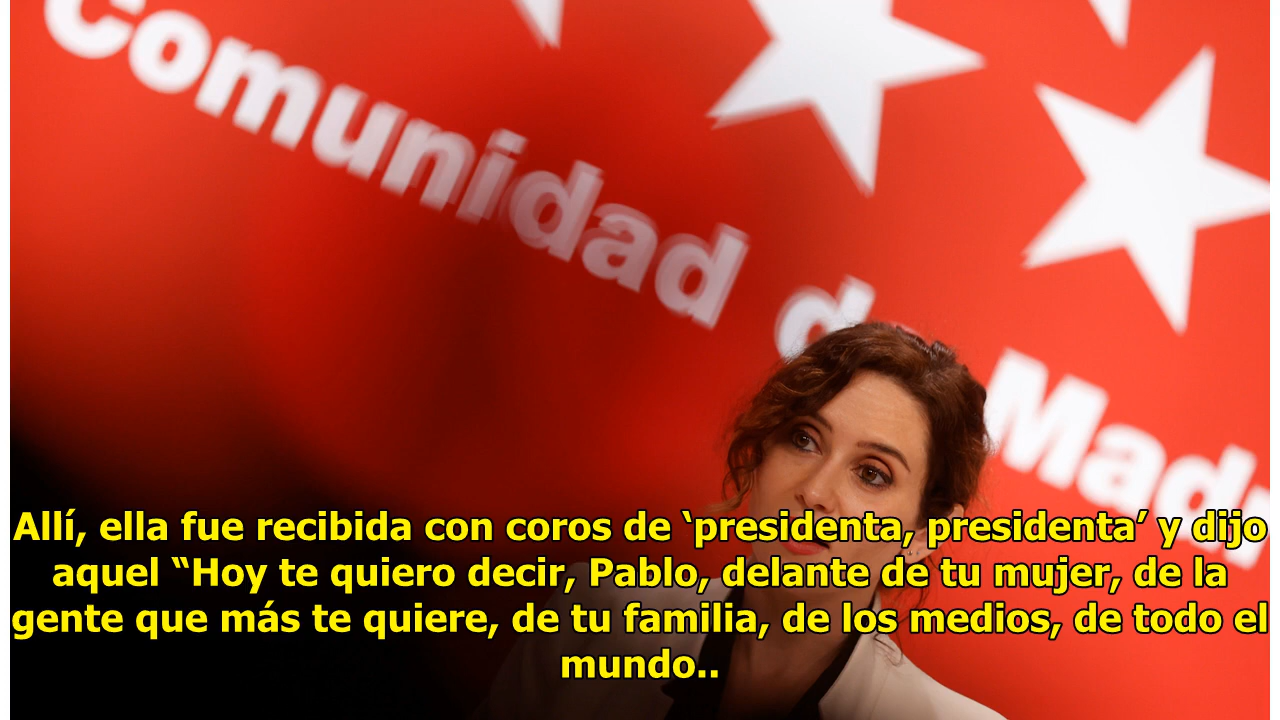 Comunidad de Madr
Allí, ella fue recibida con coros de ‘presidenta, presidenta’ y dijo
aquel “Hoy te quiero decir, Pablo, delante de tu mujer, de la
gente que más te quiere, de tu familia, de los medios, de todo el
mundo..